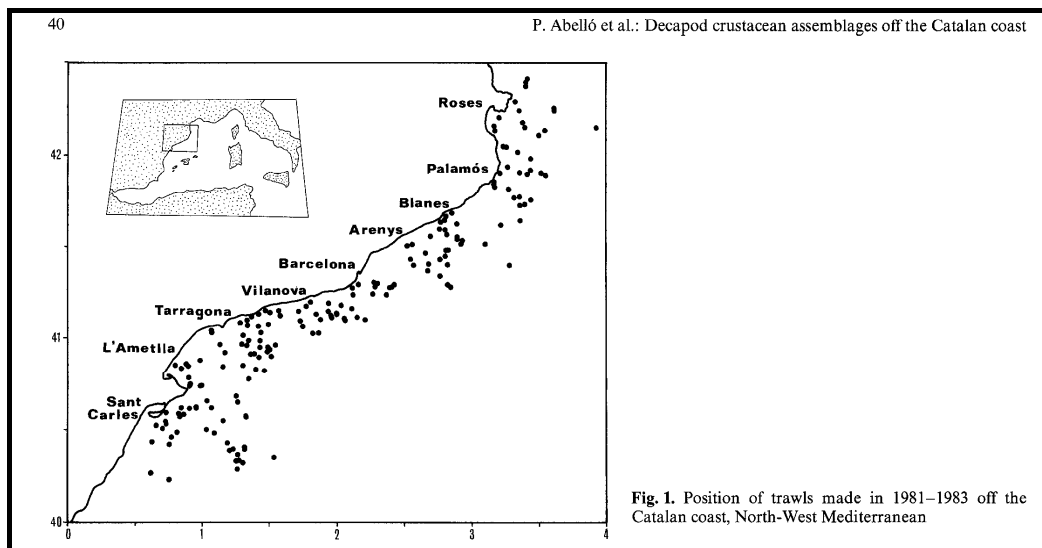 40
P. Abelló et al.: Decapod crustacean assemblages off the Catalan coast
Roses
42
Palamós
Blanes
Arenys
Barcelona
Vilanova
Tarragona
41
L'Ametlla
Sant
Carles
40
0 1 2 3 4
Fig. 1. Position of trawls made in 1981–1983 off the
Catalan coast, North-West Mediterranean